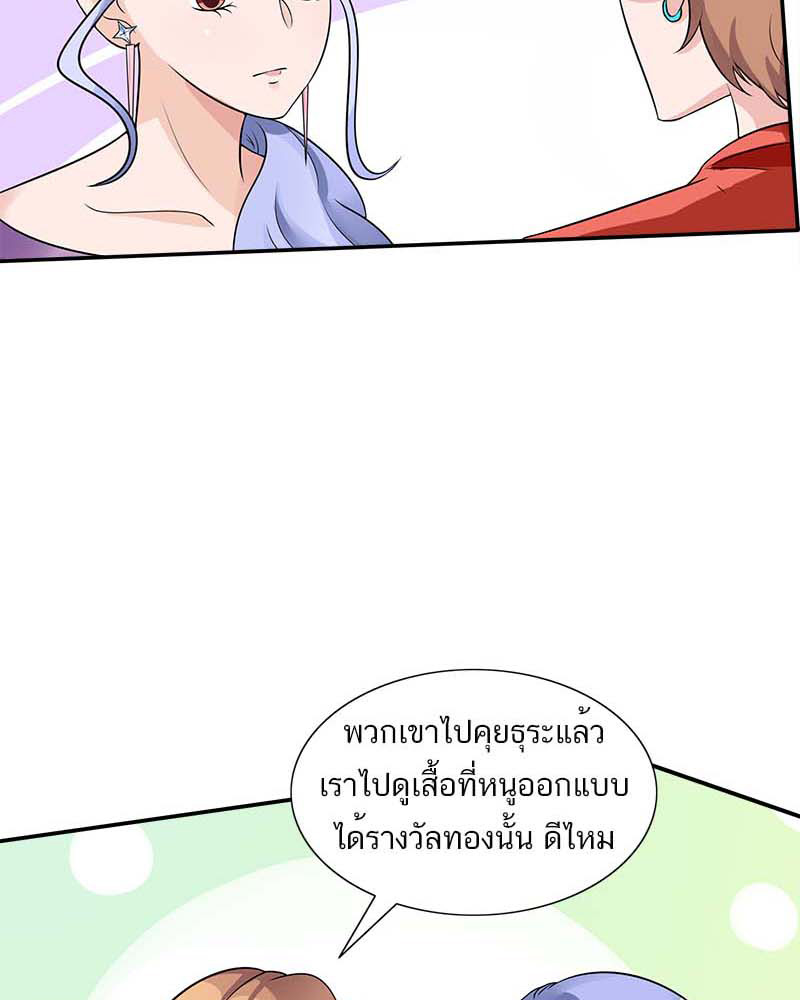 พวกเขาไปคุยธุระแล้ว
เราไปดูเสื้อที่หนูออกแบบ
ได้รางวัลทองนั้น ดีไหม